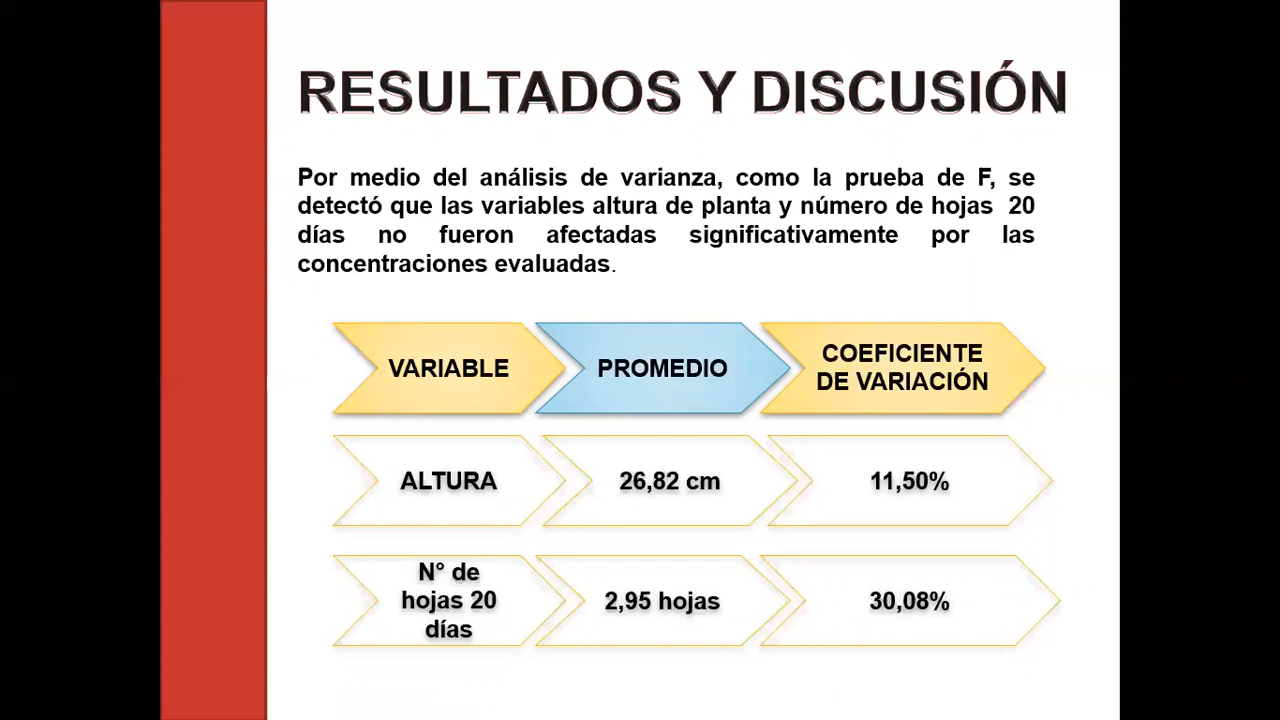 RESULTADOS Y DISCUSIÓN
Por medio del análisis de varianza, como la prueba de F, se
detectó que las variables altura de planta y número de hojas 20
días no fueron afectadas significativamente por las
concentraciones evaluadas.
VARIABLE
PROMEDIO
COEFICIENTE
DE VARIACIÓN
ALTURA
26,82 cm
11,50%
N° de
hojas 20
días
2,95 hojas
30,08%